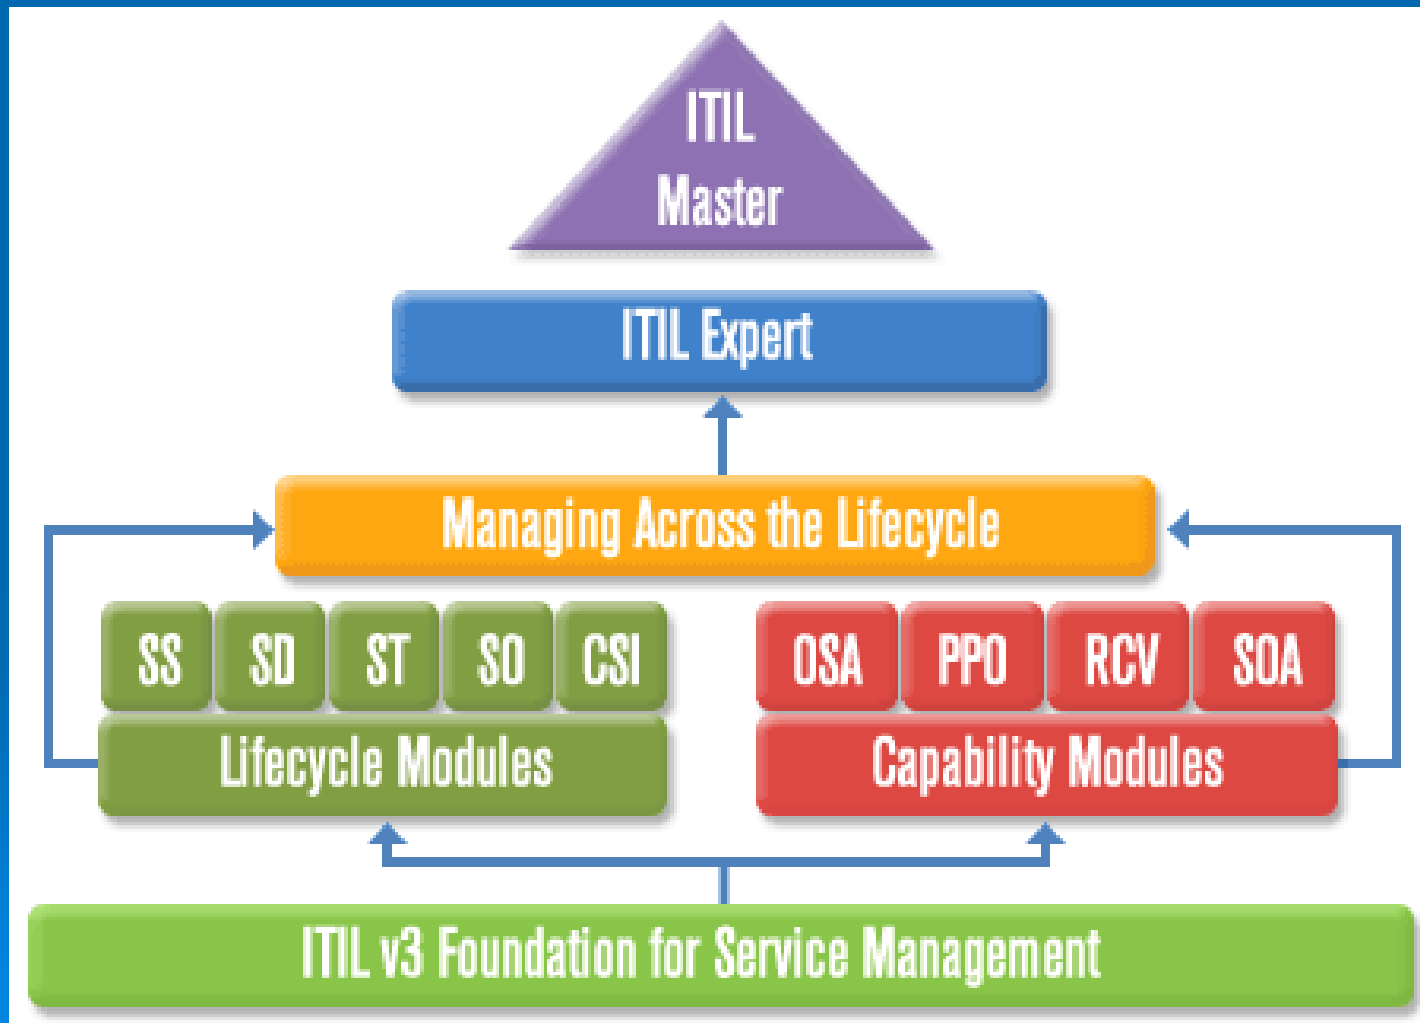 ITIL
Master
ITIL Expert
Managing Across the Lifecycle
SS SD ST SO CSI
Lifecycle Modules
OSA PPO RCV SOA
Capability Modules
ITIL v3 Foundation for Service Management